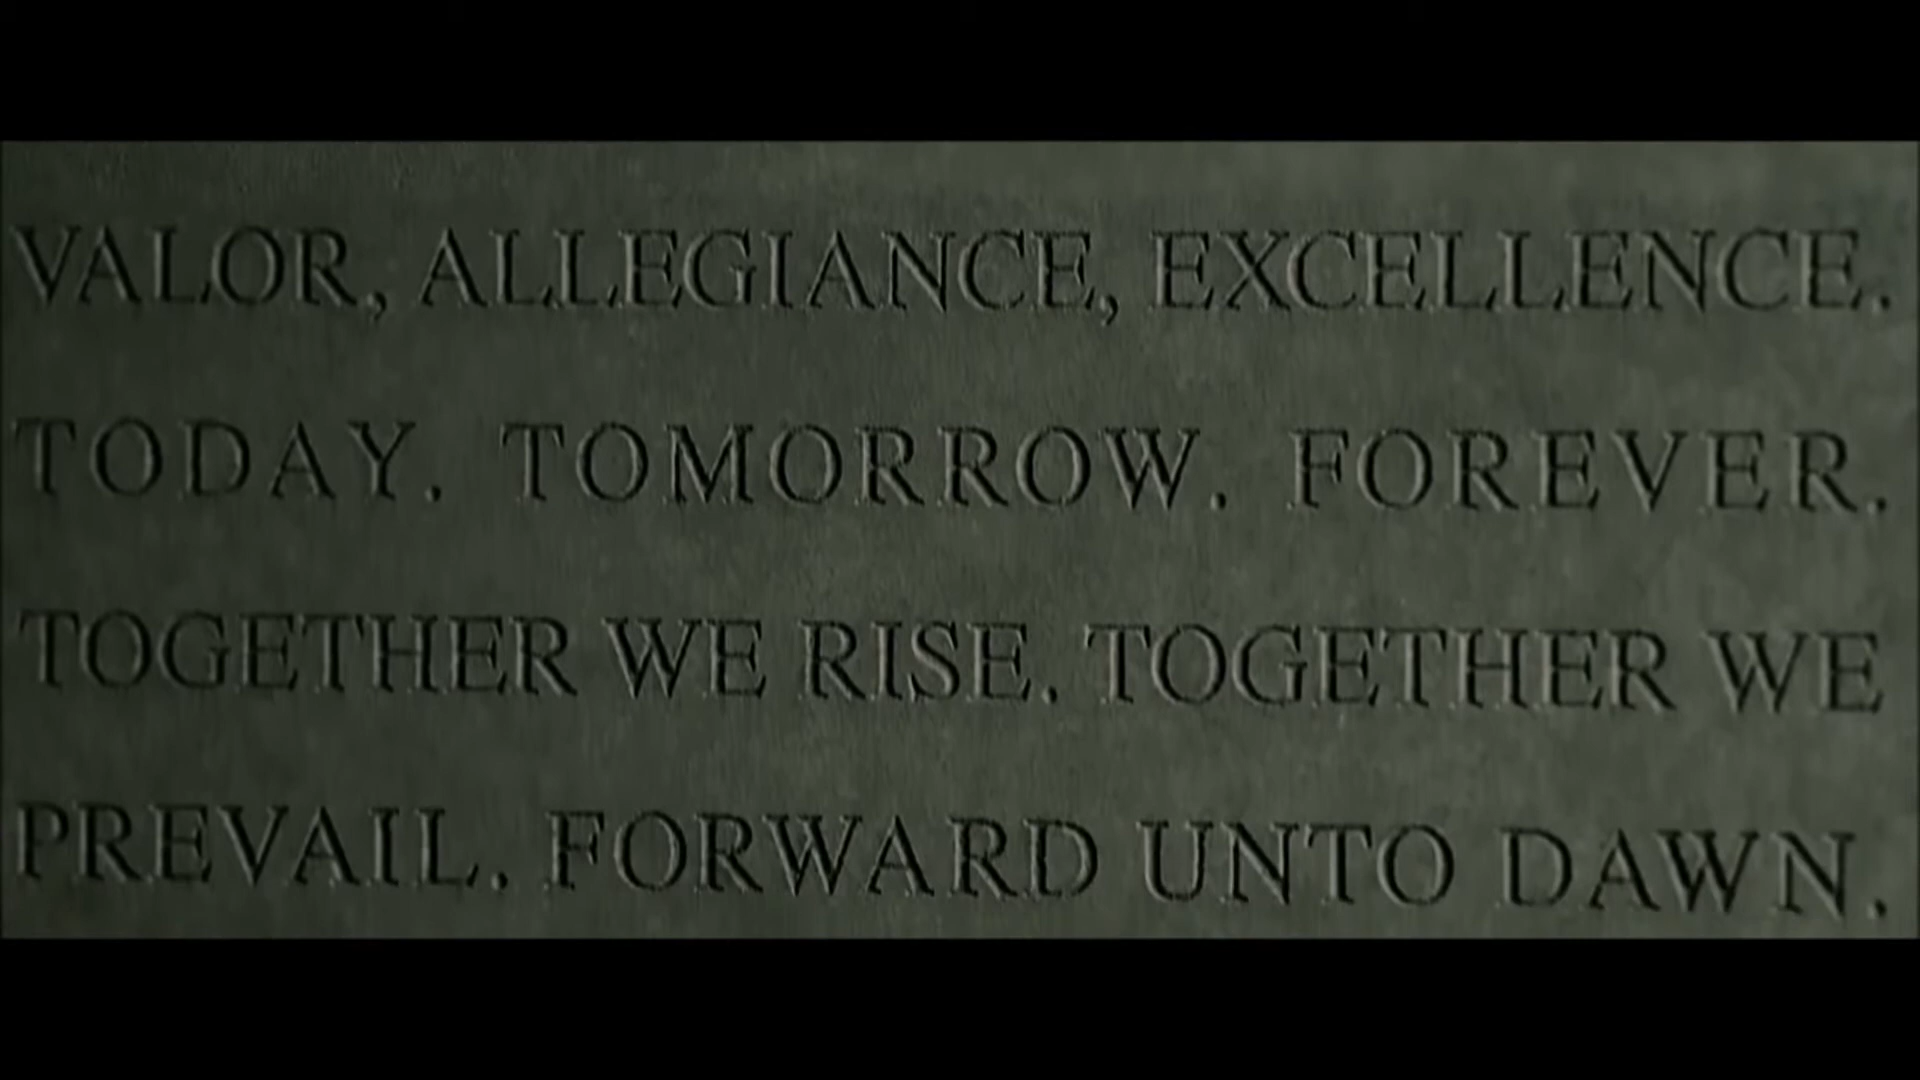 VALOR, ALLEGIANCE, EXCELLENCE.
TODAY. TOMORROW. FOREVER.
TOGETHER WE RISE. TOGETHER WE
PREVAIL. FORWARD UNTO DAWN.